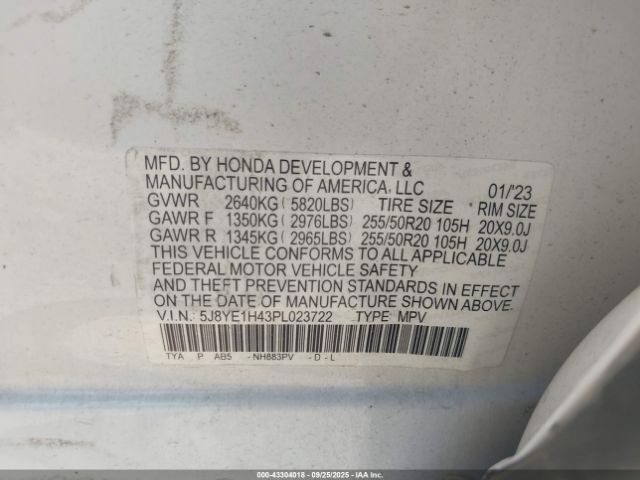 MFD. BY HONDA DEVELOPMENT &
MANUFACTURING OF AMERICA, LLC 01/'23
GVWR 2640KG( 5820LBS) TIRE SIZE RIM SIZE
GAWR F 1350KG( 2976LBS) 255/50R20 105H 20X9.0J
GAWR R 1345KG( 2965LBS) 255/50R20 105H 20X9.0J
THIS VEHICLE CONFORMS TO ALL APPLICABLE
FEDERAL MOTOR VEHICLE SAFETY
AND THEFT PREVENTION STANDARDS IN EFFECT
ON THE DATE OF MANUFACTURE SHOWN ABOVE.
V.I.N.: 5J8YE1H43PL023722 TYPE MPV
TYA P AB5 - NH883PV - D - L
000-43304018 - 09/25/2025 - IAAI.com